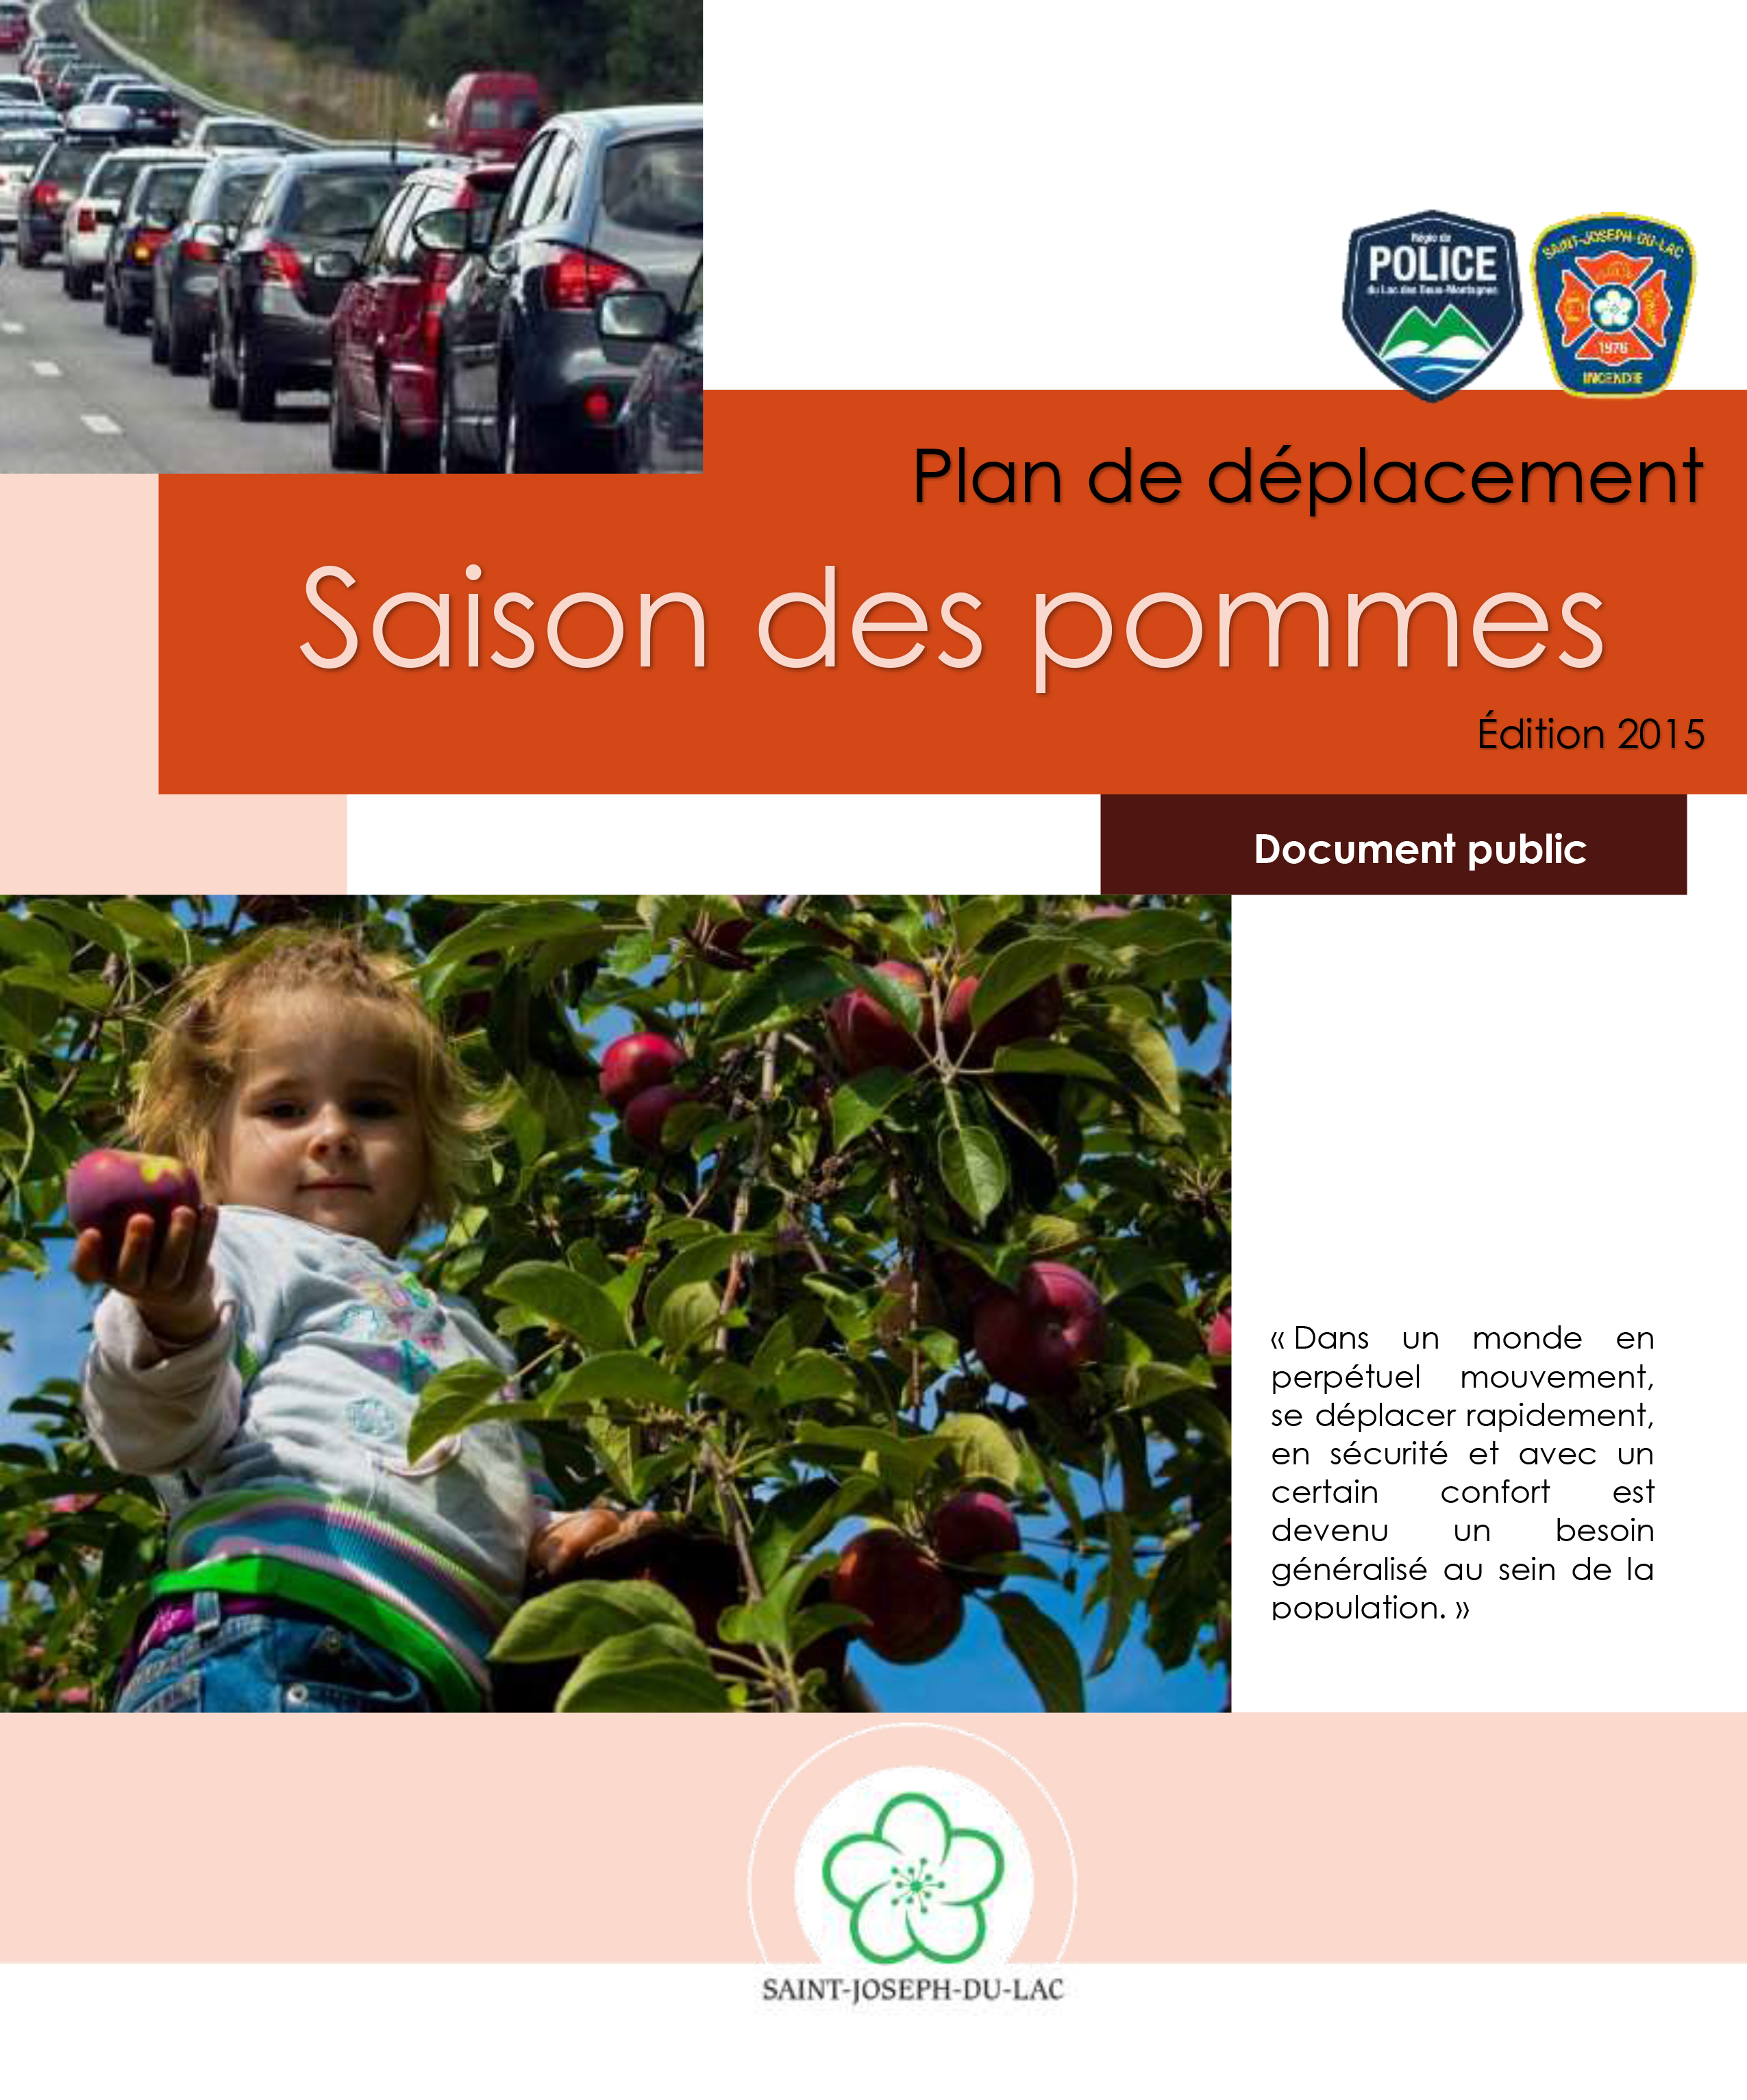 Régie de
POLICE
du Lac des Deux-Montagnes
SAINT-JOSEPH-DU-LAC
1976
INCENDIE
Plan de déplacement
Saison des pommes
Édition 2015
Document public
« Dans un monde en
perpétuel mouvement,
se déplacer rapidement,
en sécurité et avec un
certain confort est
devenu un besoin
généralisé au sein de la
population. »
SAINT-JOSEPH-DU-LAC